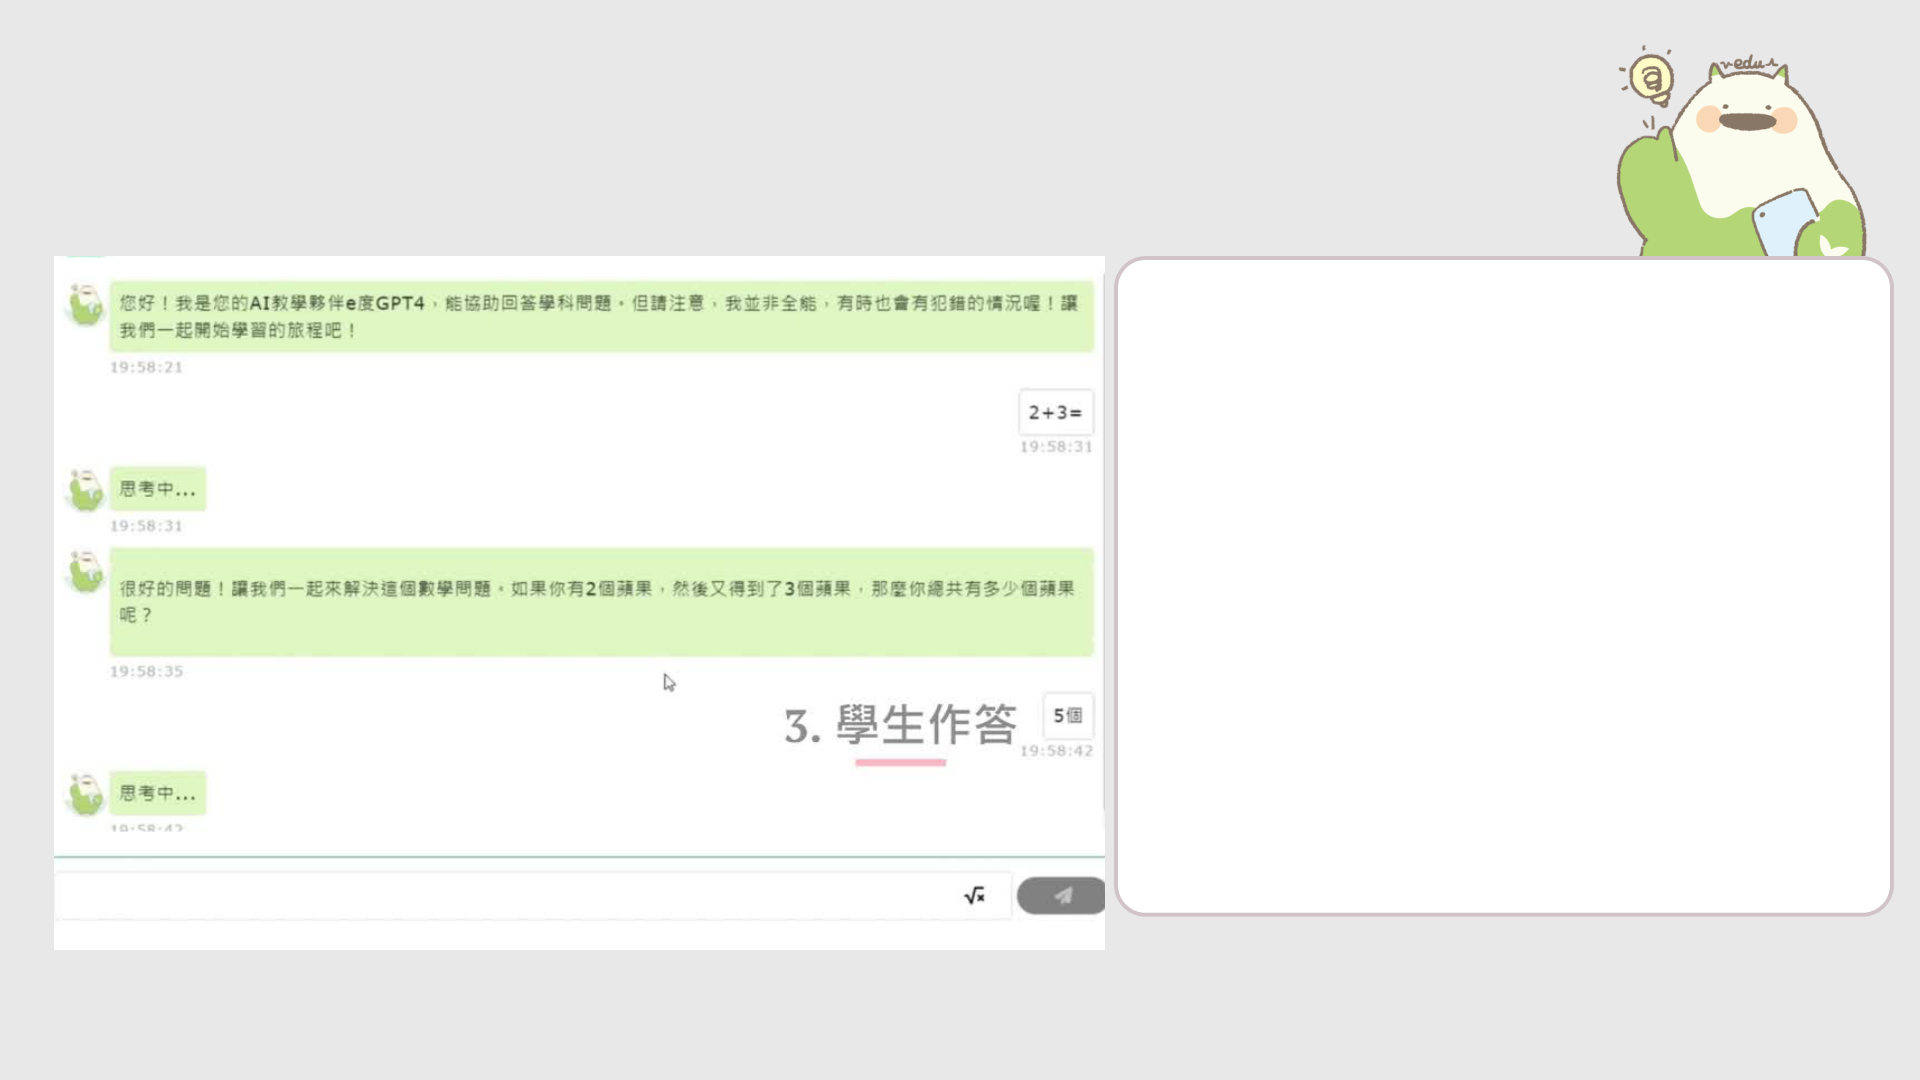 vedur
您好！我是您的AI教學夥伴e度GPT4，能協助回答學科問題。但請注意，我並非全能，有時也會有犯錯的情況喔！讓
我們一起開始學習的旅程吧！
19:58:21
2+3=
19:58:31
思考中...
19:58:31
很好的問題！讓我們一起來解決這個數學問題。如果你有2個蘋果，然後又得到了3個蘋果，那麼你總共有多少個蘋果
呢？
19:58:35
3. 學生作答
5個
19:58:42
思考中...
19:58:42
√x